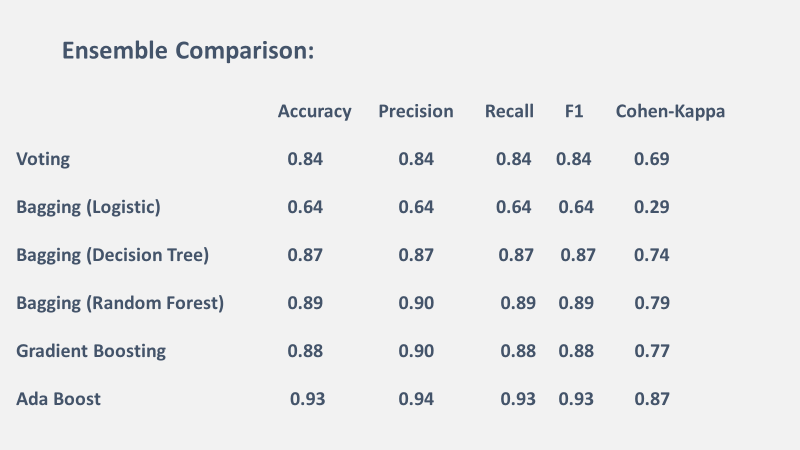 Ensemble Comparison:
Accuracy Precision Recall F1 Cohen-Kappa
Voting 0.84 0.84 0.84 0.84 0.69
Bagging (Logistic) 0.64 0.64 0.64 0.64 0.29
Bagging (Decision Tree) 0.87 0.87 0.87 0.87 0.74
Bagging (Random Forest) 0.89 0.90 0.89 0.89 0.79
Gradient Boosting 0.88 0.90 0.88 0.88 0.77
Ada Boost 0.93 0.94 0.93 0.93 0.87